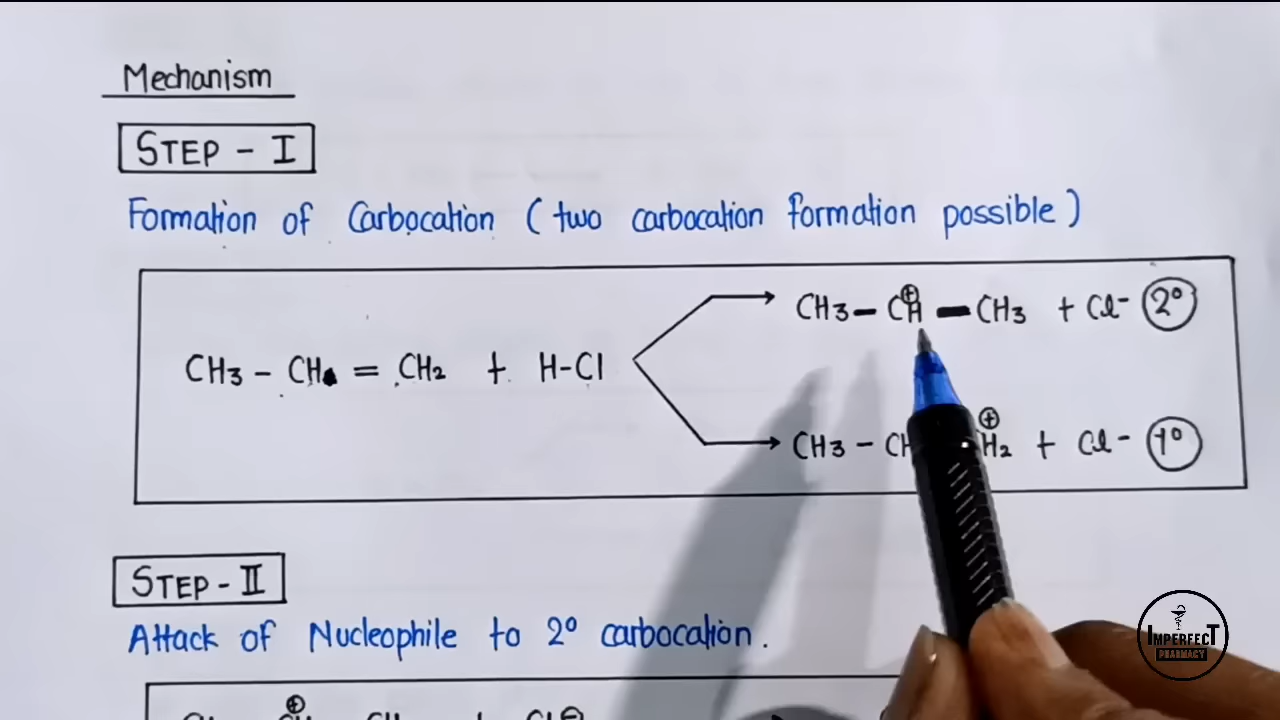 Mechanism
STEP - I
Formation of Carbocation (two carbocation formation possible)
CH3 - CH⊕ - CH3 + Cl- 2°
CH3 - CH = CH2 + H-Cl
CH3 - CH H2⊕ + Cl- 1°
STEP - II
Attack of Nucleophile to 2° carbocation.
IMPERFECT
PHARMACY